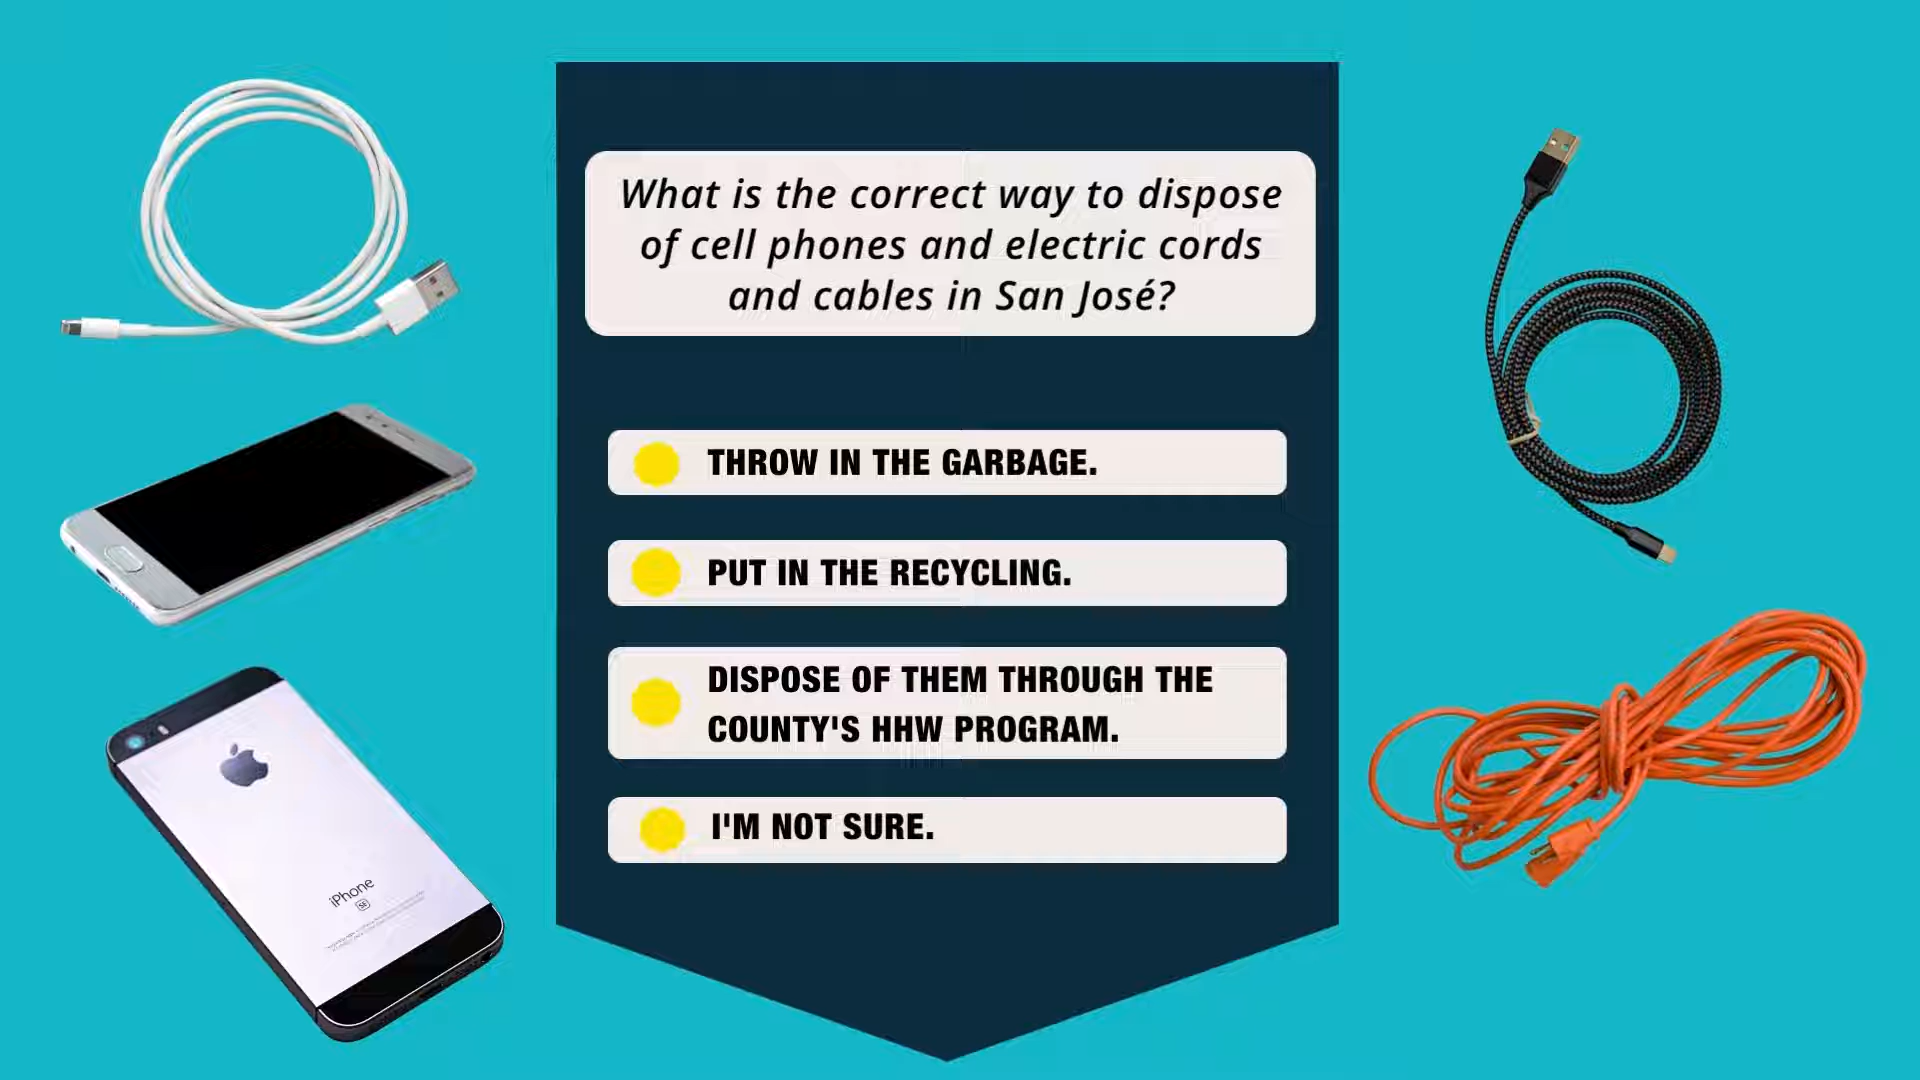 What is the correct way to dispose
of cell phones and electric cords
and cables in San José?
THROW IN THE GARBAGE.
PUT IN THE RECYCLING.
DISPOSE OF THEM THROUGH THE
COUNTY'S HHW PROGRAM.
I'M NOT SURE.
iPhone
SE